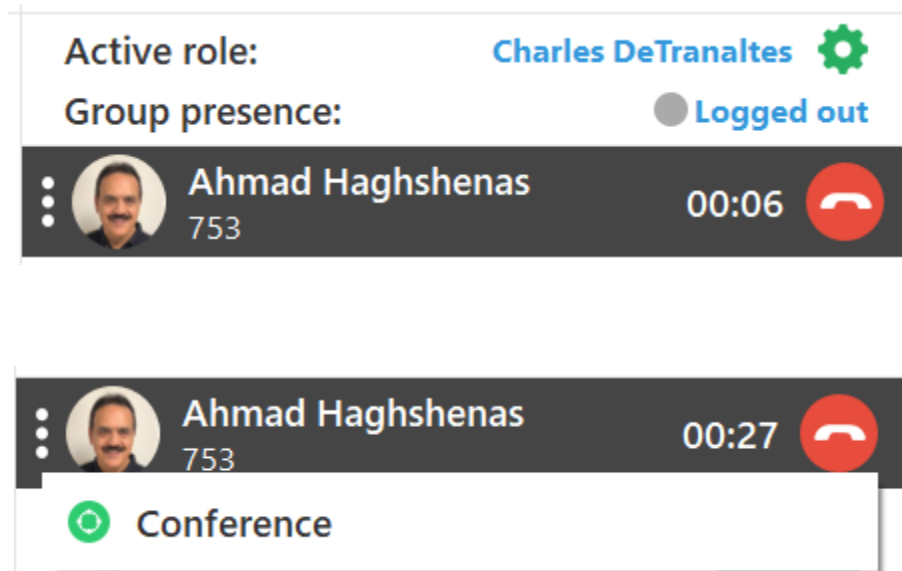 Active role: Charles DeTranaltes
Group presence: Logged out
Ahmad Haghshenas
753 00:06
Ahmad Haghshenas
753 00:27
Conference